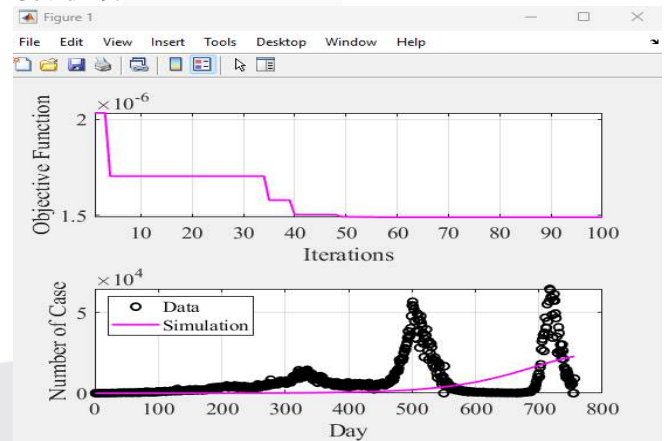 Figure 1
File Edit View Insert Tools Desktop Window Help
×10-6
2
1.5
Objective Function
10 20 30 40 50 60 70 80 90 100
Iterations
×104
5
0
Number of Case
Data
Simulation
0 100 200 300 400 500 600 700 800
Day